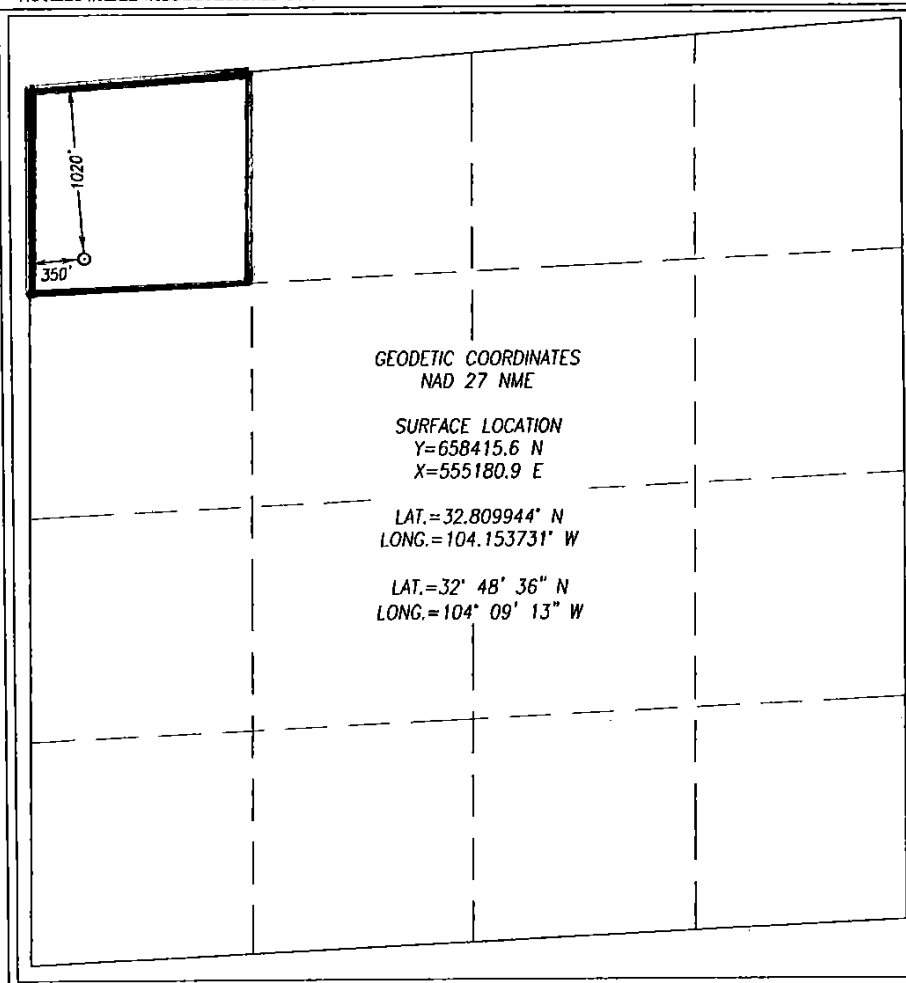 1020'
350'
GEODETIC COORDINATES
NAD 27 NME
SURFACE LOCATION
Y=658415.6 N
X=555180.9 E
LAT.=32.809944° N
LONG.=104.153731° W
LAT.=32° 48' 36" N
LONG.=104° 09' 13" W